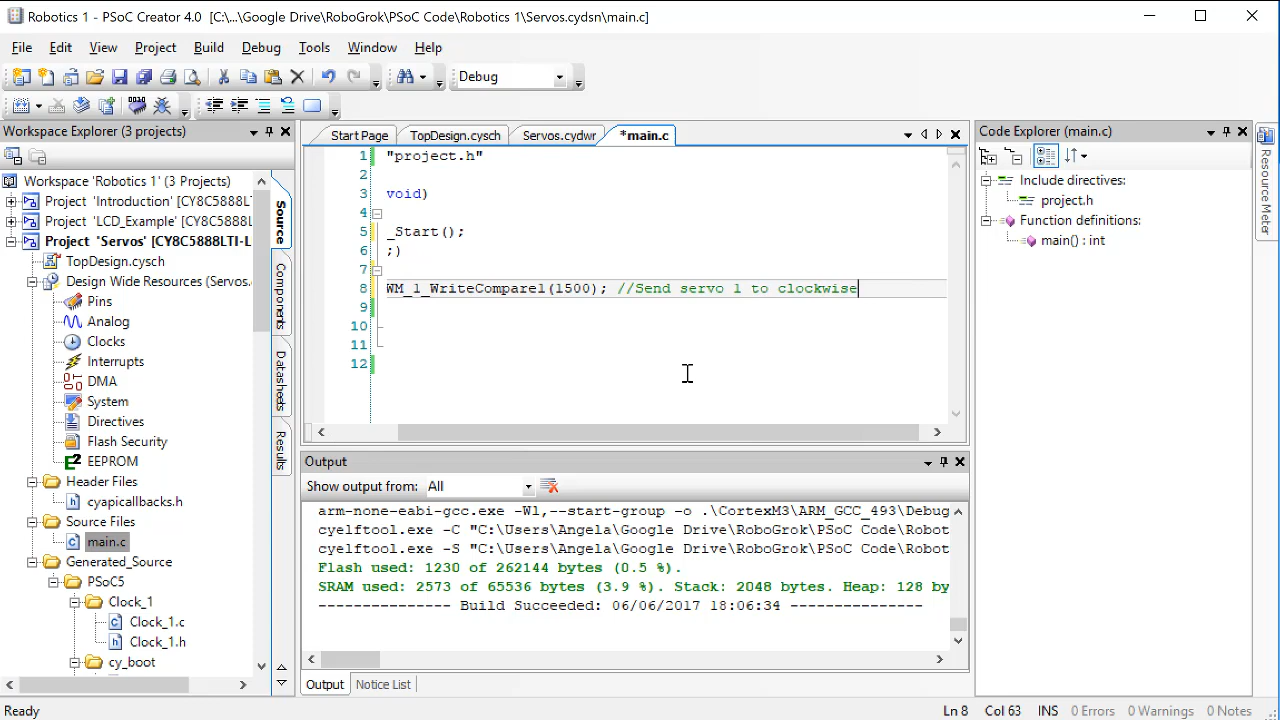 Robotics 1 - PSoC Creator 4.0 [C:\...\Google Drive\RoboGrok\PSoC Code\Robotics 1\Servos.cydsn\main.c]
File Edit View Project Build Debug Tools Window Help
Debug
Workspace Explorer (3 projects)
Workspace 'Robotics 1' (3 Projects)
Project 'Introduction' [CY8C5888LT
Project 'LCD_Example' [CY8C5888L
Project 'Servos' [CY8C5888LTI-L
TopDesign.cysch
Design Wide Resources (Servos.
Pins
Analog
Clocks
Interrupts
DMA
System
Directives
Flash Security
EEPROM
Header Files
cyapicallbacks.h
Source Files
main.c
Generated_Source
PSoC5
Clock_1
Clock_1.c
Clock_1.h
cy_boot
Source
Components
Datasheets
Results
Start Page TopDesign.cysch Servos.cydwr *main.c
1 "project.h"
2
3 void)
4
5 _Start();
6 ;)
7
8 WM_1_WriteCompare1(1500); //Send servo 1 to clockwise
9
10
11
12
Output
Show output from: All
arm-none-eabi-gcc.exe -Wl,--start-group -o .\CortexM3\ARM_GCC_493\Debug
cyelftool.exe -C "C:\Users\Angela\Google Drive\RoboGrok\PSoC Code\Robot
cyelftool.exe -S "C:\Users\Angela\Google Drive\RoboGrok\PSoC Code\Robot
Flash used: 1230 of 262144 bytes (0.5 %).
SRAM used: 2573 of 65536 bytes (3.9 %). Stack: 2048 bytes. Heap: 128 by
--------------- Build Succeeded: 06/06/2017 18:06:34 ---------------
Output Notice List
Code Explorer (main.c)
Include directives:
project.h
Function definitions:
main() : int
Resource Meter
Ready Ln 8 Col 63 INS 0 Errors 0 Warnings 0 Notes